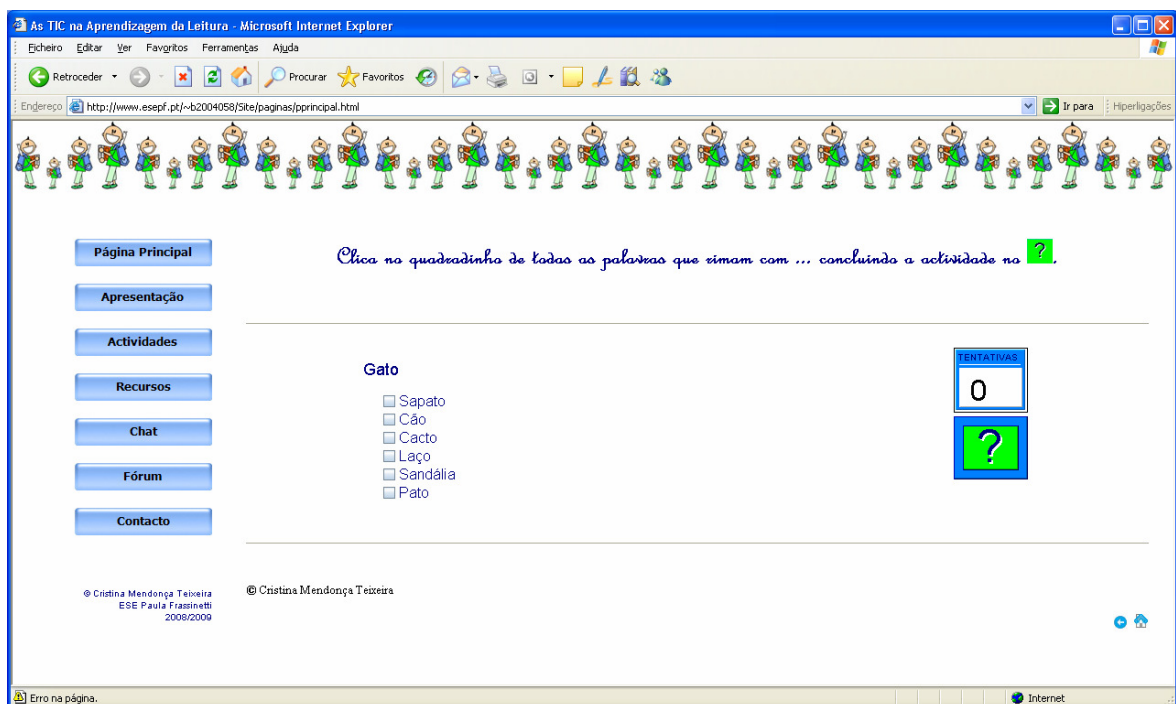 As TIC na Aprendizagem da Leitura - Microsoft Internet Explorer
Ficheiro Editar Ver Favoritos Ferramentas Ajuda
Retroceder Procurar Favoritos
Endereço http://www.esepf.pt/~b2004058/Site/paginas/pprincipal.html Ir para Hiperligações
Clica no quadradinho de todas as palavras que rimam com ... concluindo a actividade no ?.
Página Principal
Apresentação
Actividades
Recursos
Chat
Fórum
Contacto
Gato
Sapato
Cão
Cacto
Laço
Sandália
Pato
TENTATIVAS
0
?
© Cristina Mendonça Teixeira
ESE Paula Frassinetti
2008/2009
© Cristina Mendonça Teixeira
Erro na página. Internet